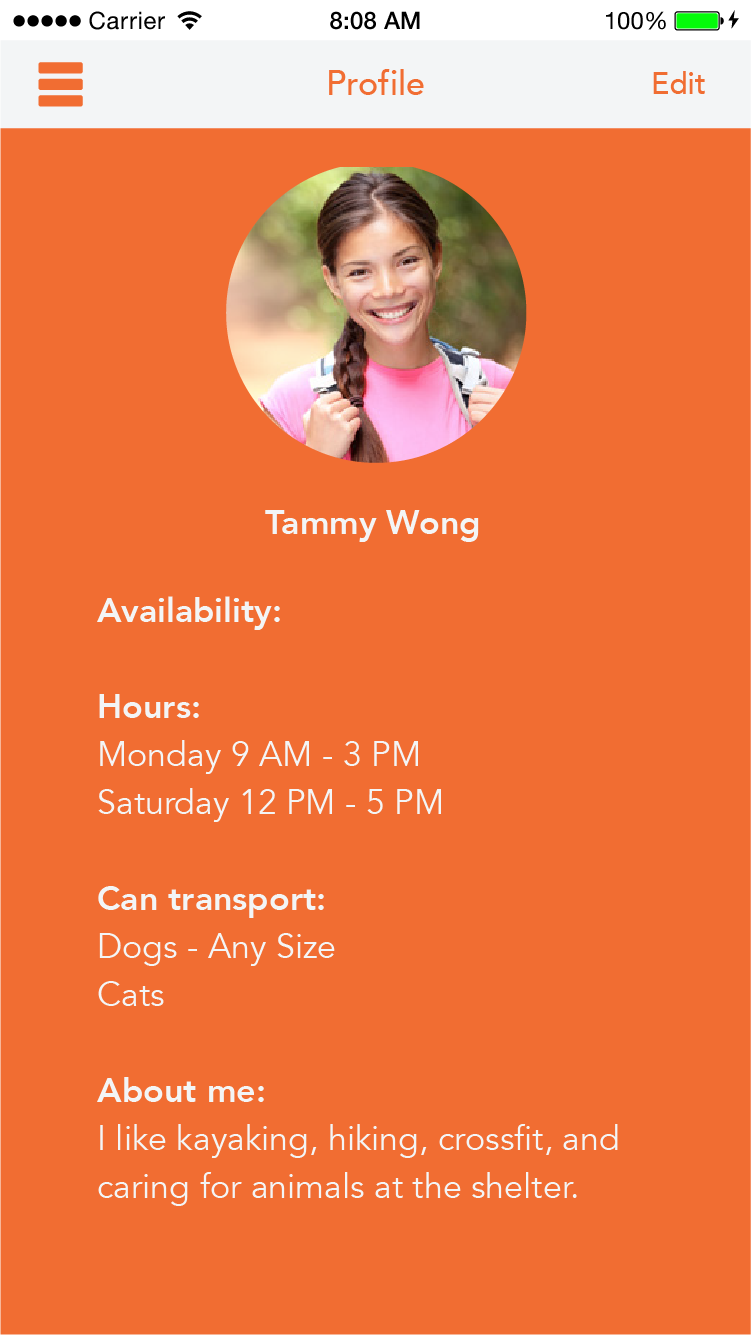 Carrier 8:08 AM 100%
Profile Edit
Tammy Wong
Availability:
Hours:
Monday 9 AM - 3 PM
Saturday 12 PM - 5 PM
Can transport:
Dogs - Any Size
Cats
About me:
I like kayaking, hiking, crossfit, and
caring for animals at the shelter.